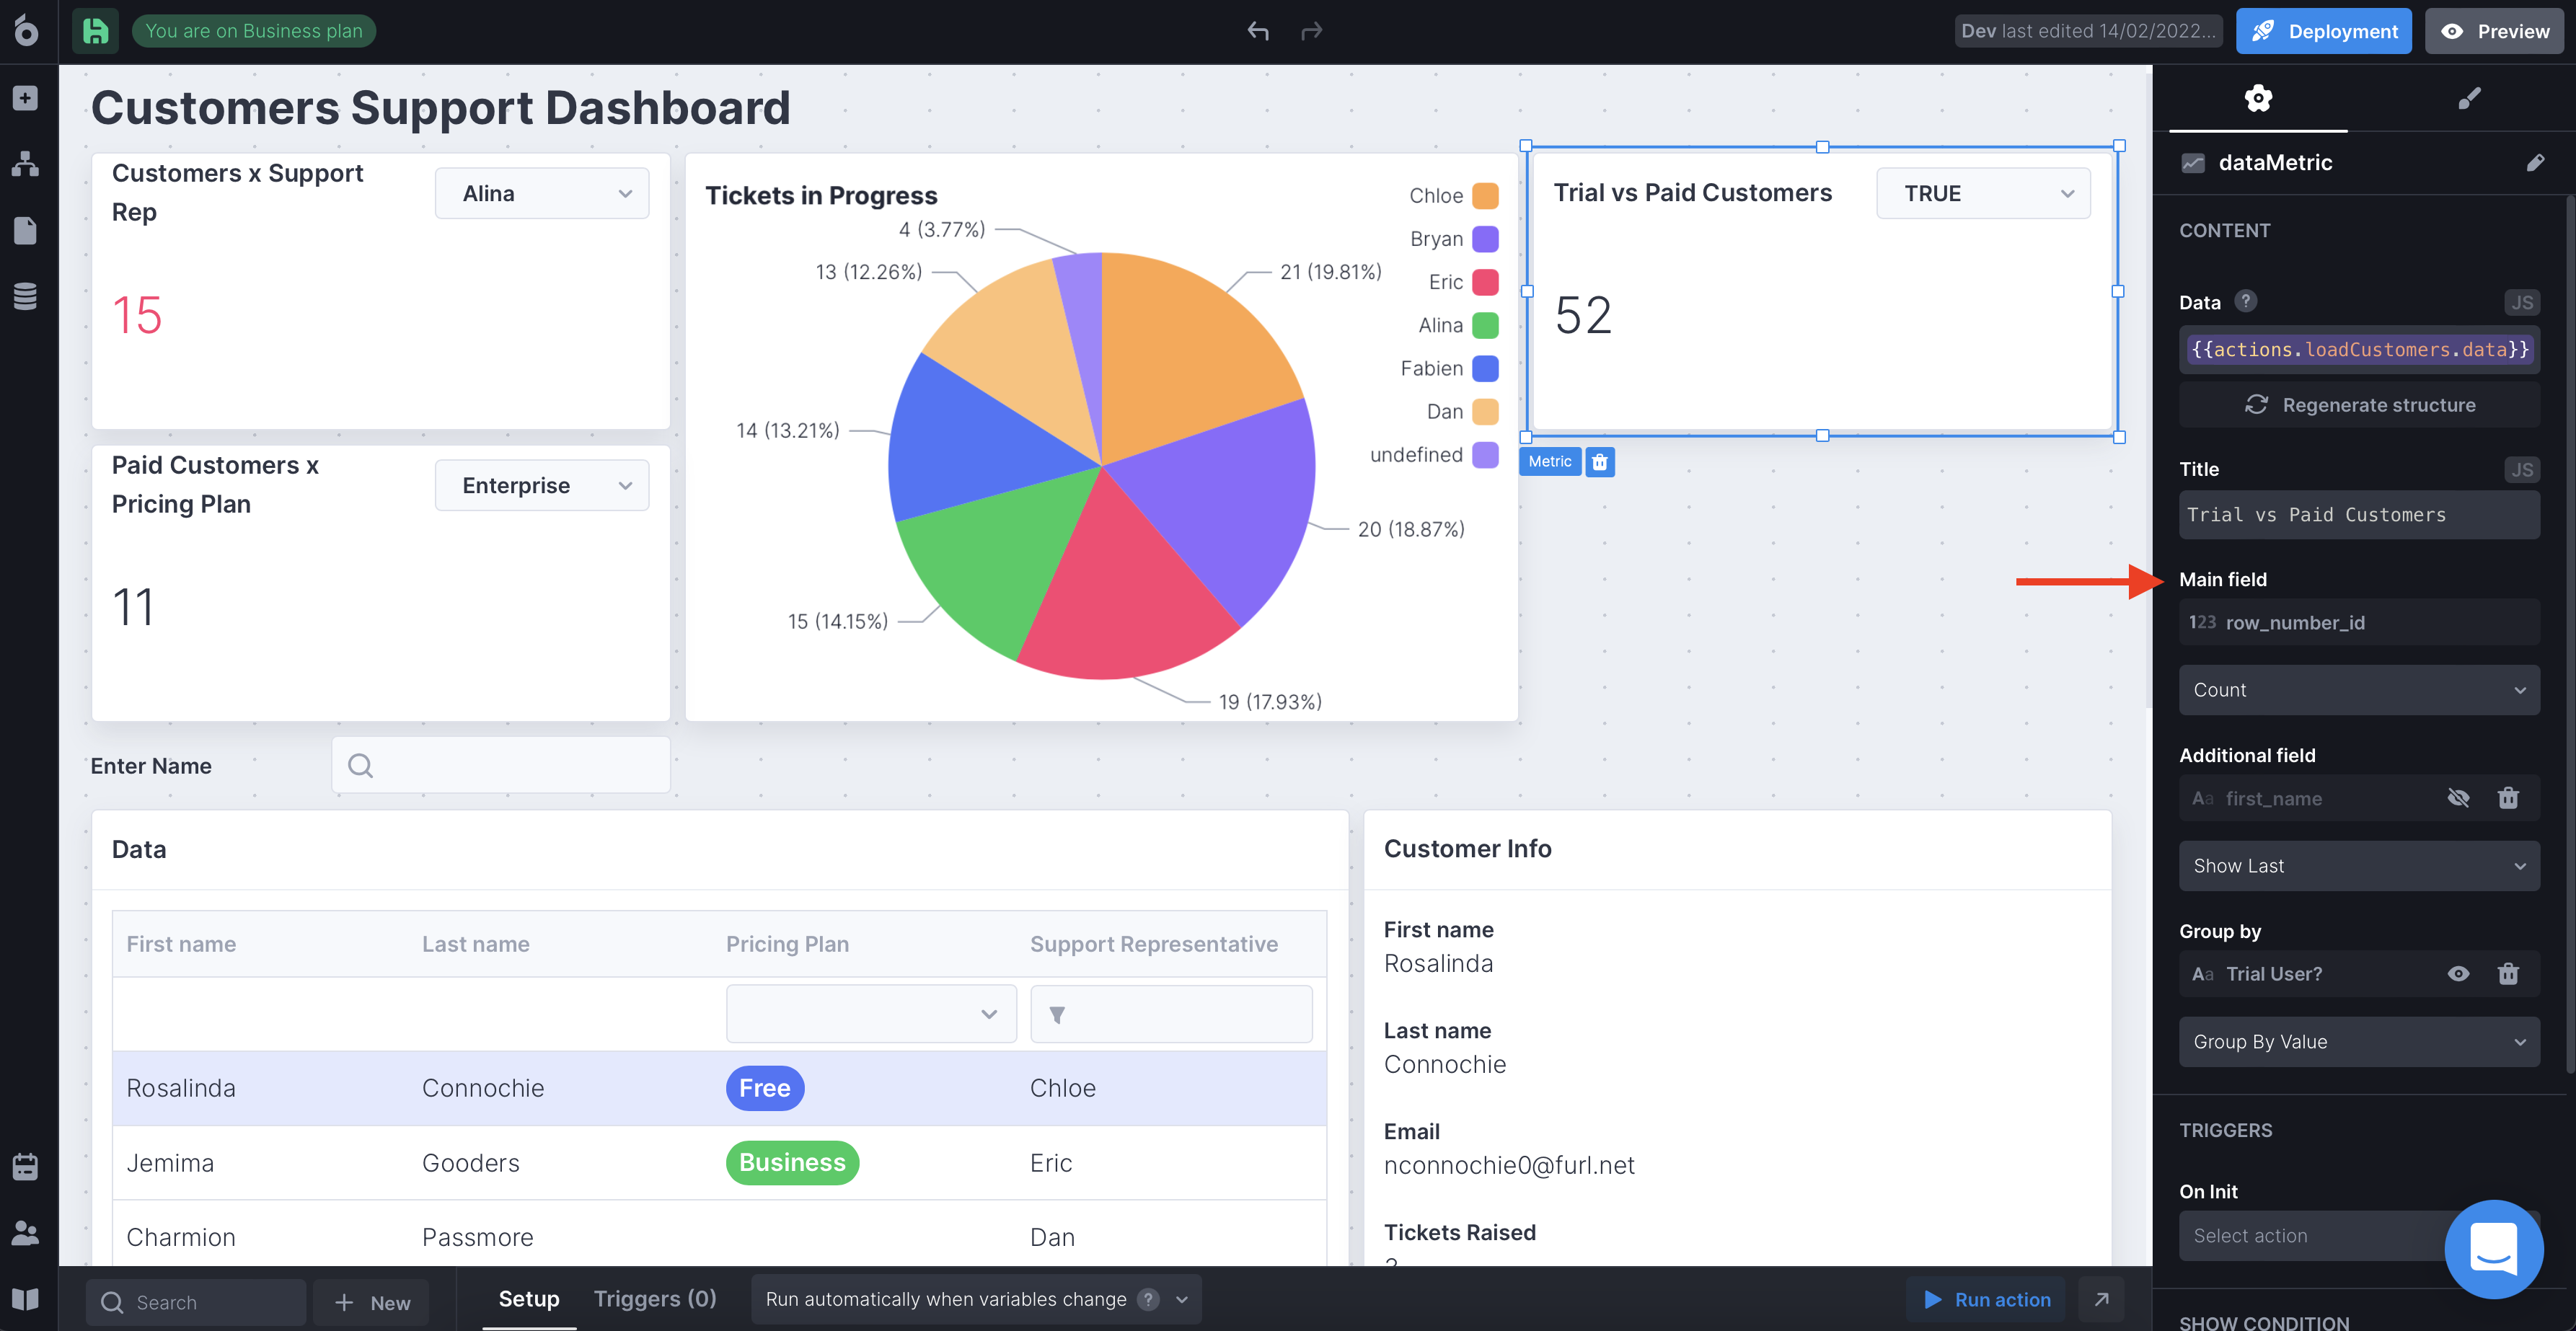 You are on Business plan
Dev last edited 14/02/2022...
Deployment
Preview
Customers Support Dashboard
Customers x Support
Rep
Alina
15
Paid Customers x
Pricing Plan
Enterprise
11
Tickets in Progress
4 (3.77%)
13 (12.26%)
21 (19.81%)
14 (13.21%)
20 (18.87%)
15 (14.15%)
19 (17.93%)
Chloe
Bryan
Eric
Alina
Fabien
Dan
undefined
Trial vs Paid Customers
TRUE
52
Metric
Enter Name
Data
First name Last name Pricing Plan Support Representative
Rosalinda Connochie Free Chloe
Jemima Gooders Business Eric
Charmion Passmore Dan
Customer Info
First name
Rosalinda
Last name
Connochie
Email
nconnochie0@furl.net
Tickets Raised
dataMetric
CONTENT
Data ? JS
{{actions.loadCustomers.data}}
Regenerate structure
Title JS
Trial vs Paid Customers
Main field
123 row_number_id
Count
Additional field
Aa first_name
Show Last
Group by
Aa Trial User?
Group By Value
TRIGGERS
On Init
Select action
SHOW CONDITION
Search
New
Setup
Triggers (0)
Run automatically when variables change ?
Run action